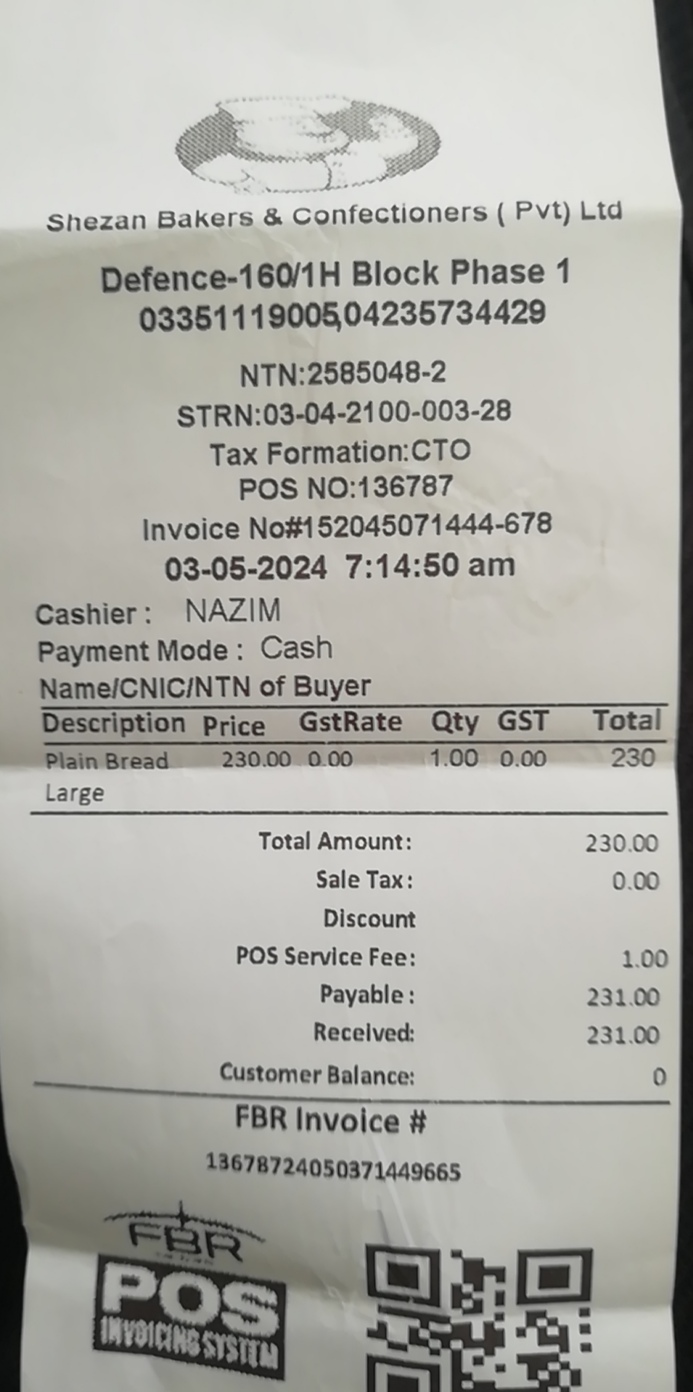 Shezan Bakers & Confectioners ( Pvt) Ltd
Defence-160/1H Block Phase 1
03351119005,04235734429
NTN:2585048-2
STRN:03-04-2100-003-28
Tax Formation:CTO
POS NO:136787
Invoice No#152045071444-678
03-05-2024 7:14:50 am
Cashier : NAZIM
Payment Mode : Cash
Name/CNIC/NTN of Buyer
Description Price GstRate Qty GST Total
Plain Bread 230.00 0.00 1.00 0.00 230
Large
Total Amount: 230.00
Sale Tax: 0.00
Discount
POS Service Fee: 1.00
Payable : 231.00
Received: 231.00
Customer Balance: 0
FBR Invoice #
13678724050371449665
FBR
POS
INVOICING SYSTEM